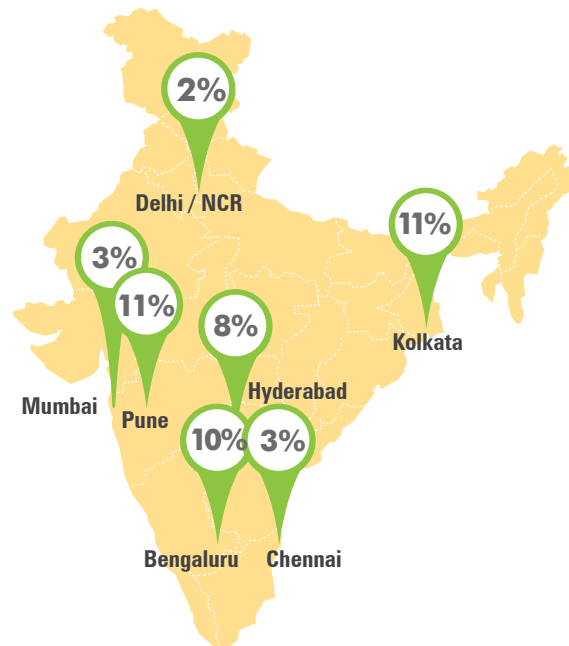 2%
Delhi / NCR
11%
Kolkata
3%
Mumbai
11%
Pune
8%
Hyderabad
10%
Bengaluru
3%
Chennai